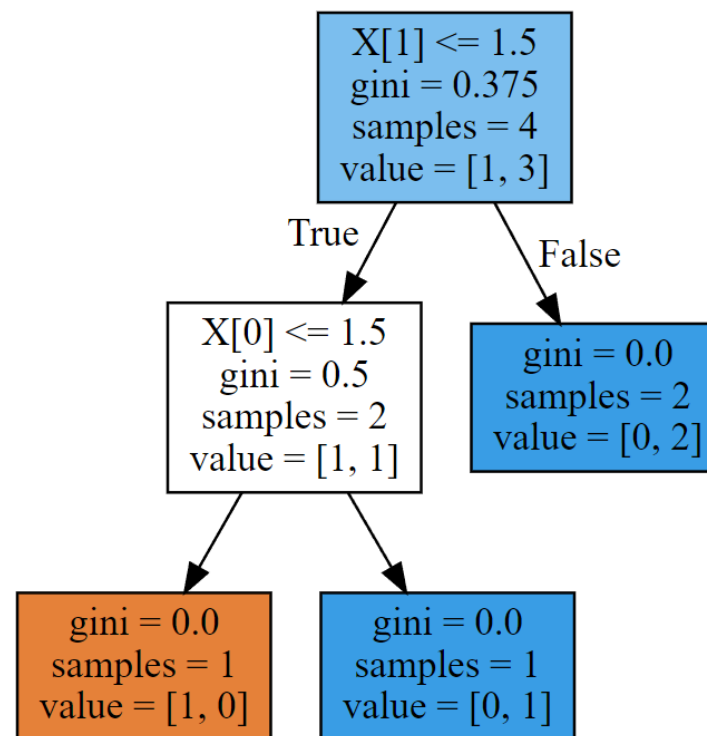 X[1] <= 1.5
gini = 0.375
samples = 4
value = [1, 3]
True
False
X[0] <= 1.5
gini = 0.5
samples = 2
value = [1, 1]
gini = 0.0
samples = 2
value = [0, 2]
gini = 0.0
samples = 1
value = [1, 0]
gini = 0.0
samples = 1
value = [0, 1]